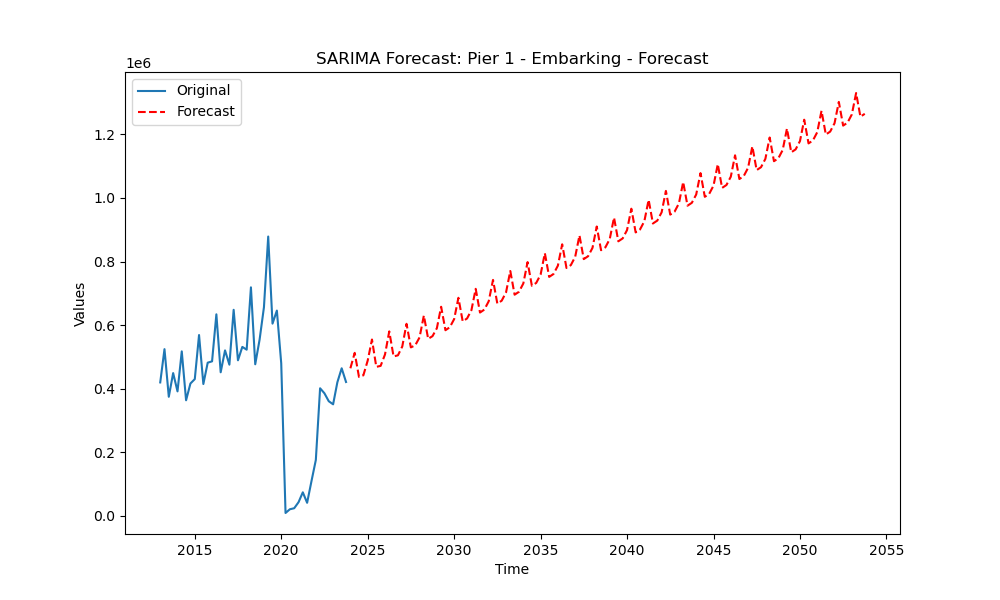 SARIMA Forecast: Pier 1 - Embarking - Forecast
1e6
Original
Forecast
1.2
1.0
0.8
0.6
0.4
0.2
0.0
Values
2015 2020 2025 2030 2035 2040 2045 2050 2055
Time